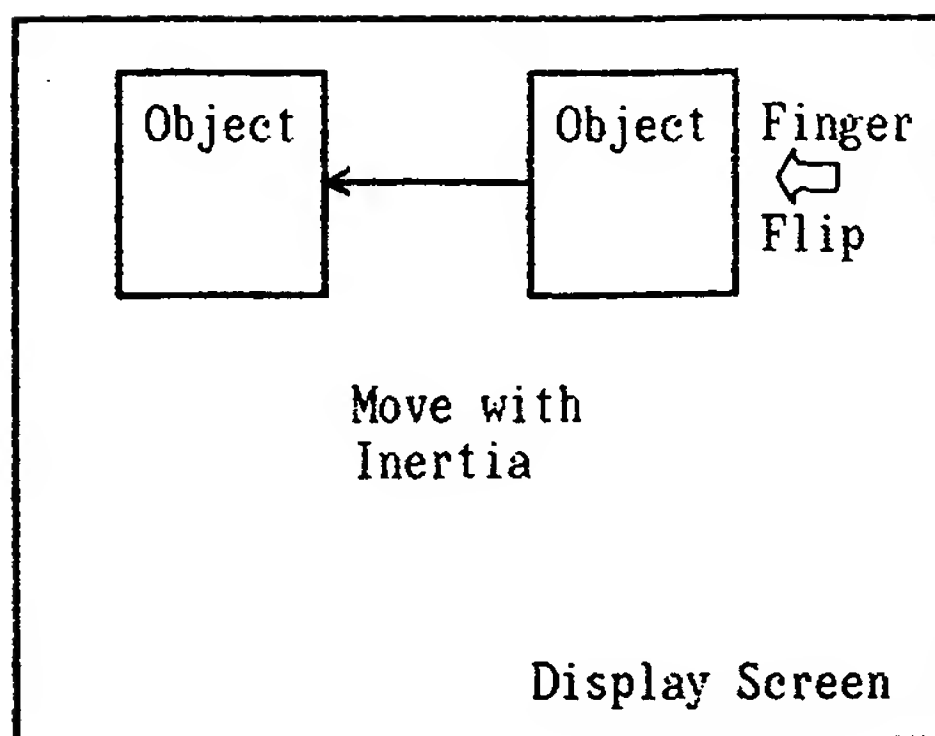 Object
Object
Finger
Flip
Move with
Inertia
Display Screen